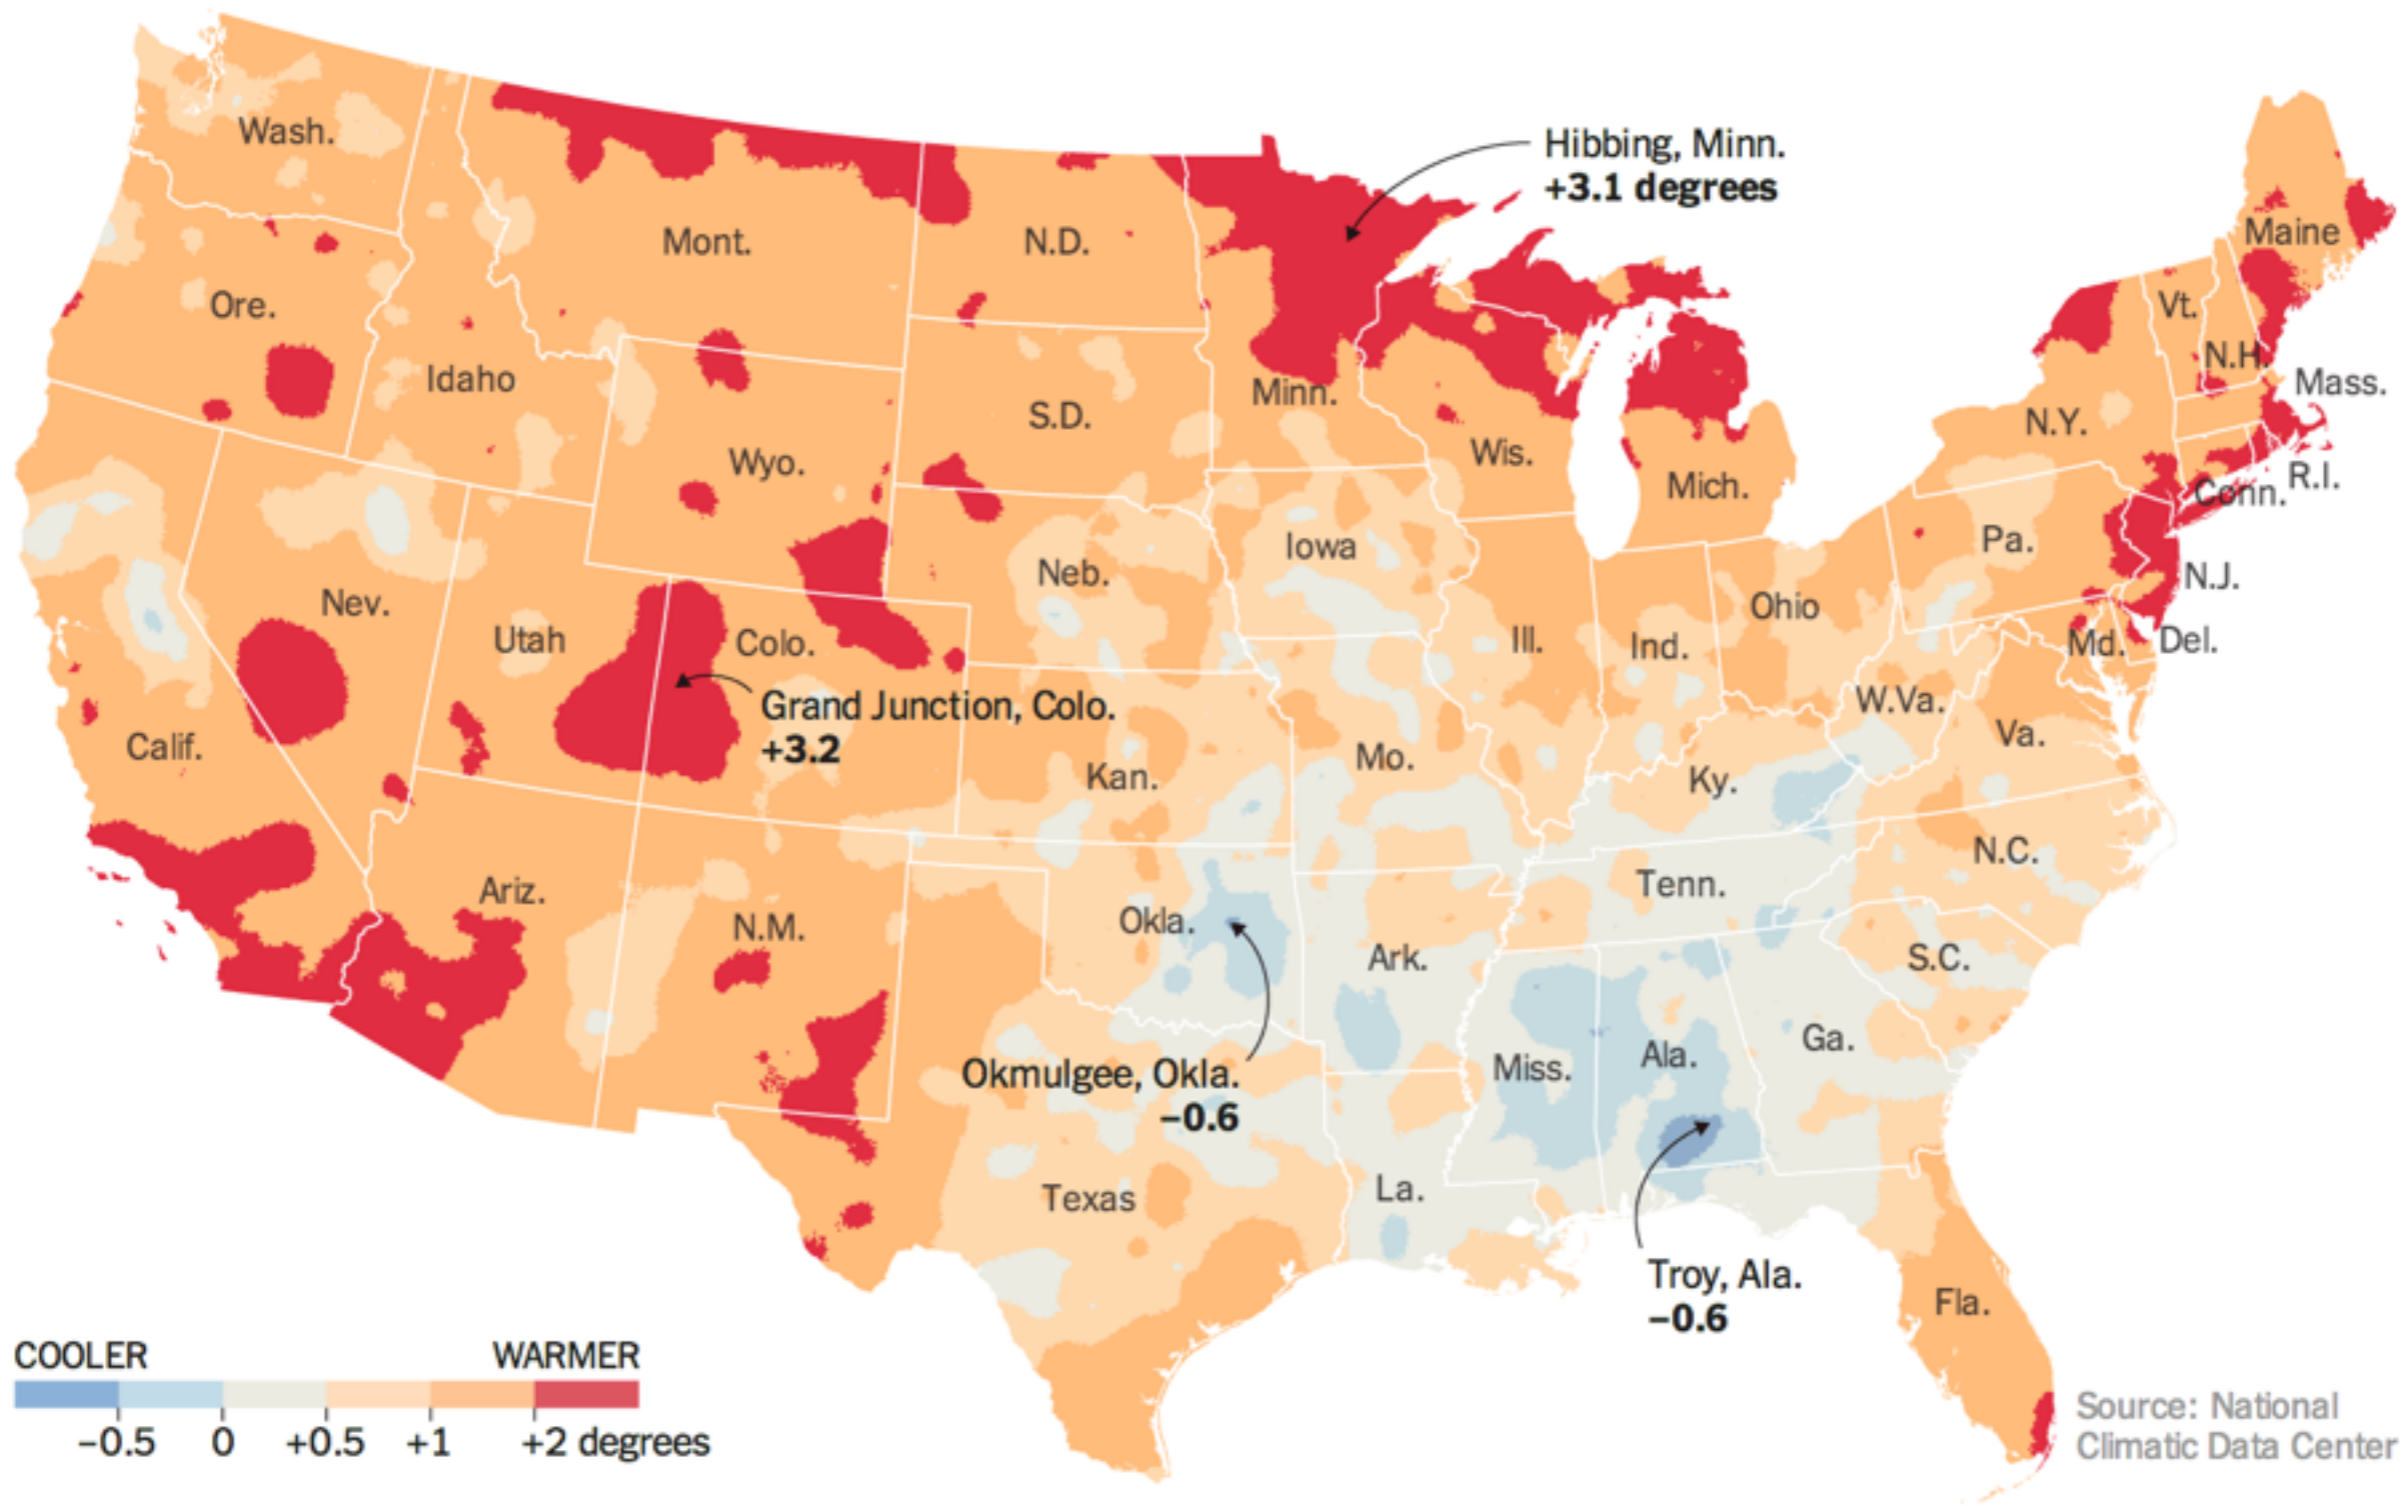 Wash.
Ore.
Idaho
Mont.
N.D.
Hibbing, Minn.
+3.1 degrees
Maine
Vt.
N.H.
Mass.
N.Y.
R.I.
Conn.
Minn.
S.D.
Wyo.
Wis.
Mich.
Pa.
N.J.
Iowa
Neb.
Nev.
Utah
Colo.
Ill.
Ind.
Ohio
Md.
Del.
W.Va.
Va.
Grand Junction, Colo.
+3.2
Calif.
Kan.
Mo.
Ky.
N.C.
Ariz.
N.M.
Okla.
Tenn.
Ark.
S.C.
Okmulgee, Okla.
−0.6
Miss.
Ala.
Ga.
Texas
La.
Troy, Ala.
−0.6
Fla.
COOLER WARMER
−0.5 0 +0.5 +1 +2 degrees
Source: National
Climatic Data Center